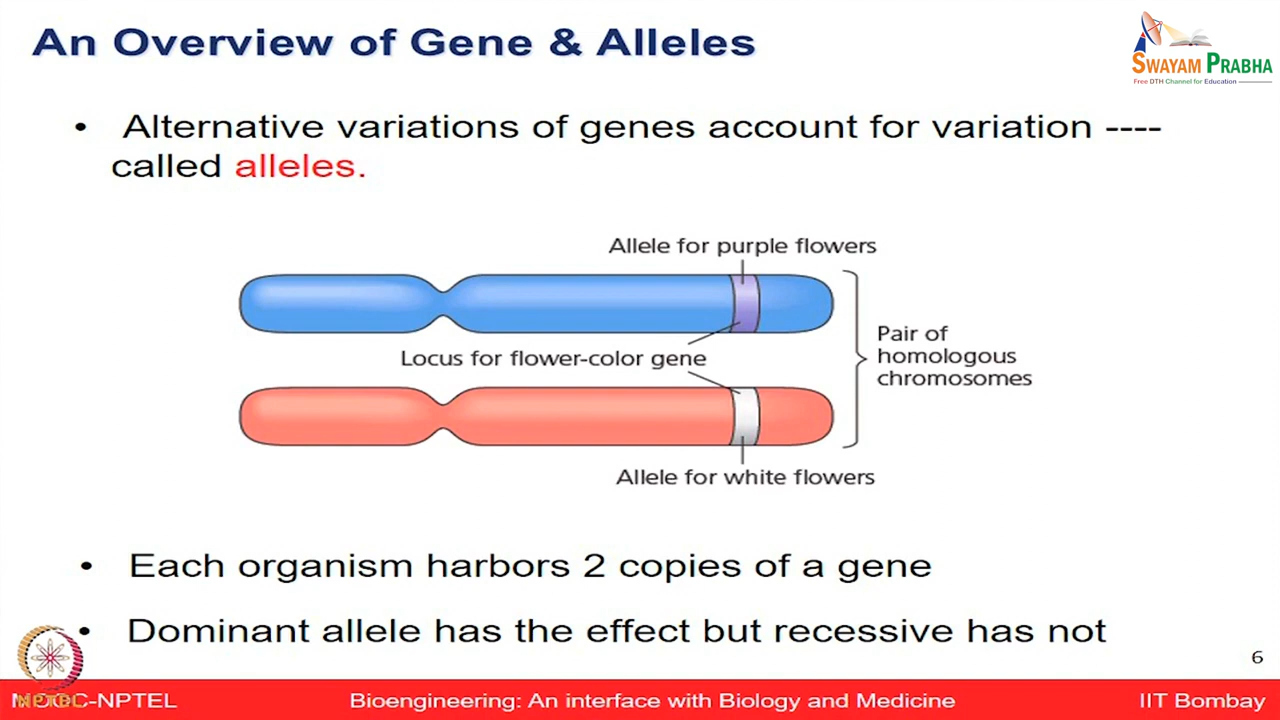 An Overview of Gene & Alleles
SWAYAM PRABHA
Free DTH Channel for Education
• Alternative variations of genes account for variation ----
called alleles.
Allele for purple flowers
Locus for flower-color gene
Pair of
homologous
chromosomes
Allele for white flowers
• Each organism harbors 2 copies of a gene
• Dominant allele has the effect but recessive has not
6
MOOC-NPTEL
NPTEL
Bioengineering: An interface with Biology and Medicine
IIT Bombay